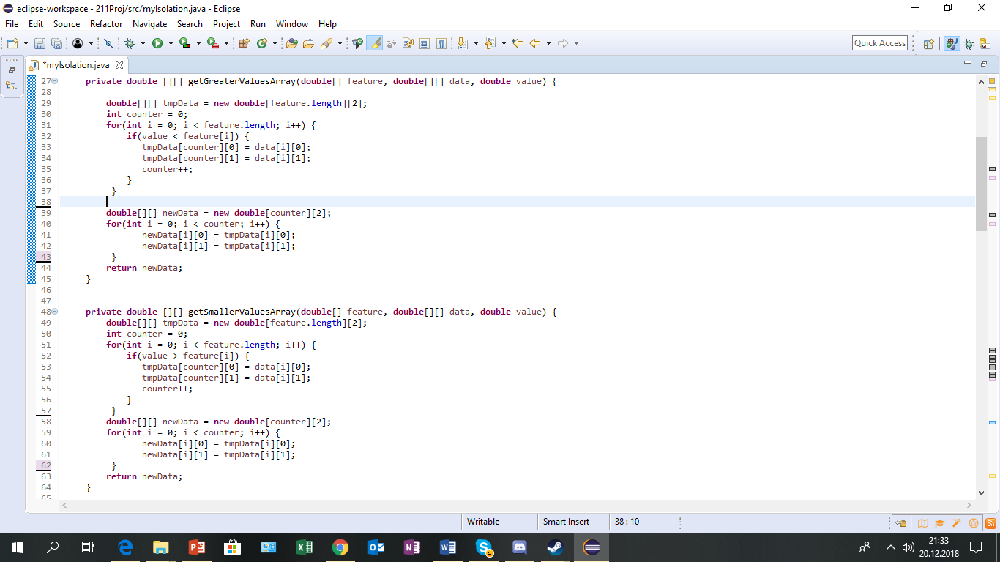 eclipse-workspace - 211Proj/src/myIsolation.java - Eclipse
File Edit Source Refactor Navigate Search Project Run Window Help
Quick Access
*myIsolation.java
27 private double [][] getGreaterValuesArray(double[] feature, double[][] data, double value) {
28
29 double[][] tmpData = new double[feature.length][2];
30 int counter = 0;
31 for(int i = 0; i < feature.length; i++) {
32 if(value < feature[i]) {
33 tmpData[counter][0] = data[i][0];
34 tmpData[counter][1] = data[i][1];
35 counter++;
36 }
37 }
38
39 double[][] newData = new double[counter][2];
40 for(int i = 0; i < counter; i++) {
41 newData[i][0] = tmpData[i][0];
42 newData[i][1] = tmpData[i][1];
43 }
44 return newData;
45 }
46
47
48 private double [][] getSmallerValuesArray(double[] feature, double[][] data, double value) {
49 double[][] tmpData = new double[feature.length][2];
50 int counter = 0;
51 for(int i = 0; i < feature.length; i++) {
52 if(value > feature[i]) {
53 tmpData[counter][0] = data[i][0];
54 tmpData[counter][1] = data[i][1];
55 counter++;
56 }
57 }
58 double[][] newData = new double[counter][2];
59 for(int i = 0; i < counter; i++) {
60 newData[i][0] = tmpData[i][0];
61 newData[i][1] = tmpData[i][1];
62 }
63 return newData;
64 }
65
Writable Smart Insert 38 : 10
21:33
20.12.2018